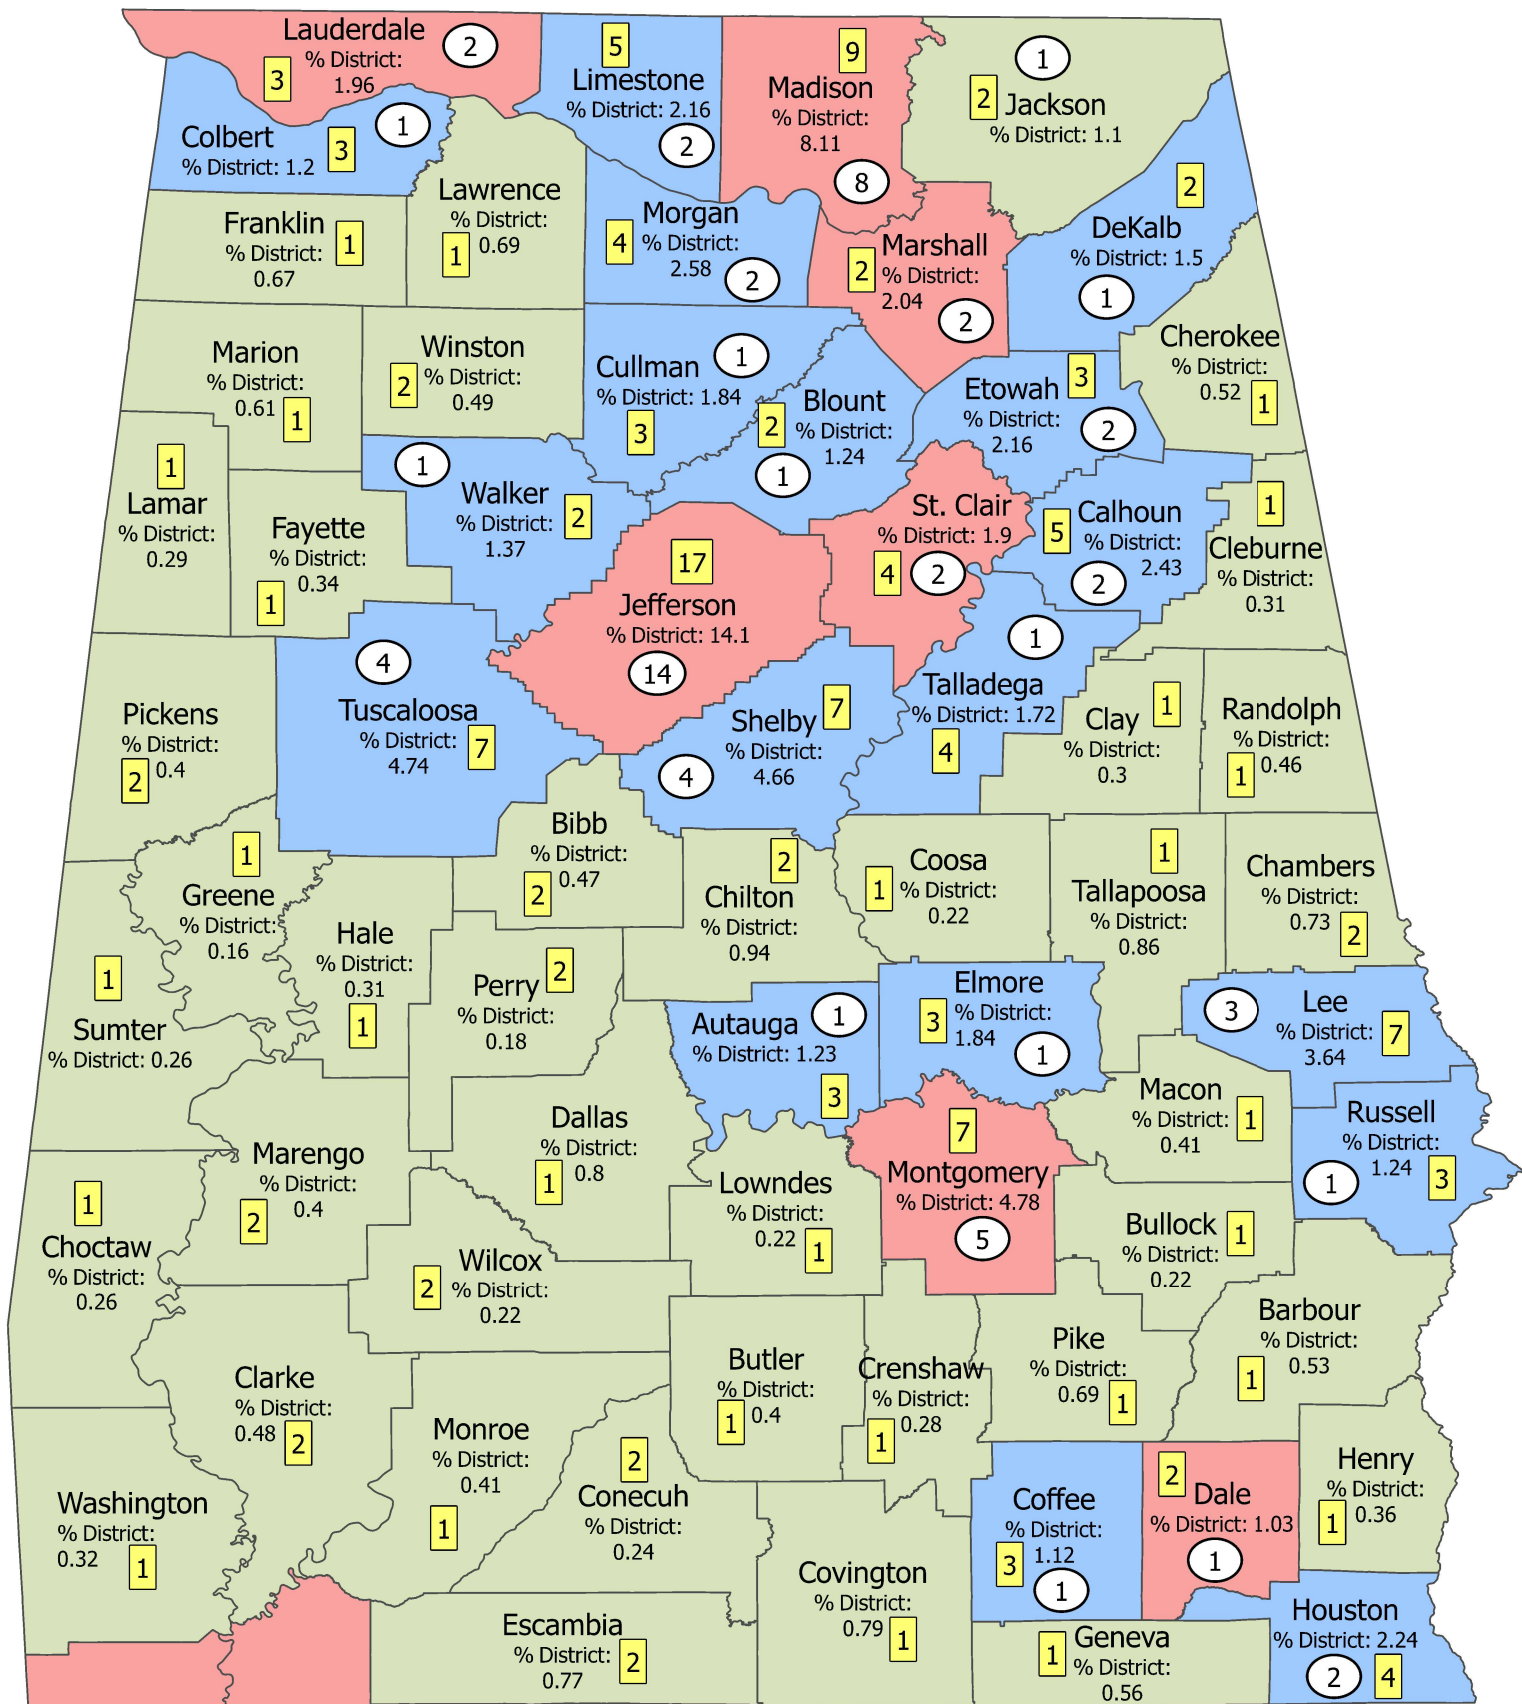 Lauderdale
% District:
1.96
2
3
5
Limestone
% District: 2.16
2
9
Madison
% District:
8.11
8
1
2
Jackson
% District: 1.1
Colbert
% District: 1.2
3
1
Lawrence
% District:
0.69
1
Franklin
% District:
0.67
1
Morgan
% District:
2.58
4
2
Marshall
% District:
2.04
2
2
2
DeKalb
% District: 1.5
1
Marion
% District:
0.61
1
Winston
% District:
0.49
2
Cullman
% District: 1.84
1
3
Blount
% District:
1.24
2
1
Etowah
% District:
2.16
3
2
Cherokee
% District:
0.52
1
1
Lamar
% District:
0.29
Fayette
% District:
0.34
1
1
Walker
% District:
1.37
2
17
Jefferson
% District: 14.1
14
St. Clair
% District: 1.9
4
2
Calhoun
% District:
2.43
5
2
1
Cleburne
% District:
0.31
Pickens
% District:
0.4
2
4
Tuscaloosa
% District:
4.74
7
Shelby
% District:
4.66
7
4
1
Talladega
% District: 1.72
4
Clay
% District:
0.3
1
Randolph
% District:
0.46
1
1
Greene
% District:
0.16
Bibb
% District:
0.47
2
2
Chilton
% District:
0.94
Coosa
% District:
0.22
1
1
Tallapoosa
% District:
0.86
Chambers
% District:
0.73
2
1
Sumter
% District: 0.26
Hale
% District:
0.31
1
Perry
% District:
0.18
2
Autauga
% District: 1.23
1
3
Elmore
% District:
1.84
3
1
3
Lee
% District:
3.64
7
Marengo
% District:
0.4
2
Dallas
% District:
0.8
1
Macon
% District:
0.41
1
Russell
% District:
1.24
1
3
1
Choctaw
% District:
0.26
Wilcox
% District:
0.22
2
Lowndes
% District:
0.22
1
7
Montgomery
% District: 4.78
5
Bullock
% District:
0.22
1
Clarke
% District:
0.48
2
Butler
% District:
0.4
1
Crenshaw
% District:
0.28
1
Pike
% District:
0.69
1
Barbour
% District:
0.53
1
Washington
% District:
0.32
1
Monroe
% District:
0.41
1
2
Conecuh
% District:
0.24
Coffee
% District:
1.12
3
1
2
Dale
% District: 1.03
1
Henry
% District:
0.36
1
Escambia
% District:
0.77
2
Covington
% District:
0.79
1
1
Geneva
% District:
0.56
Houston
% District: 2.24
2
4